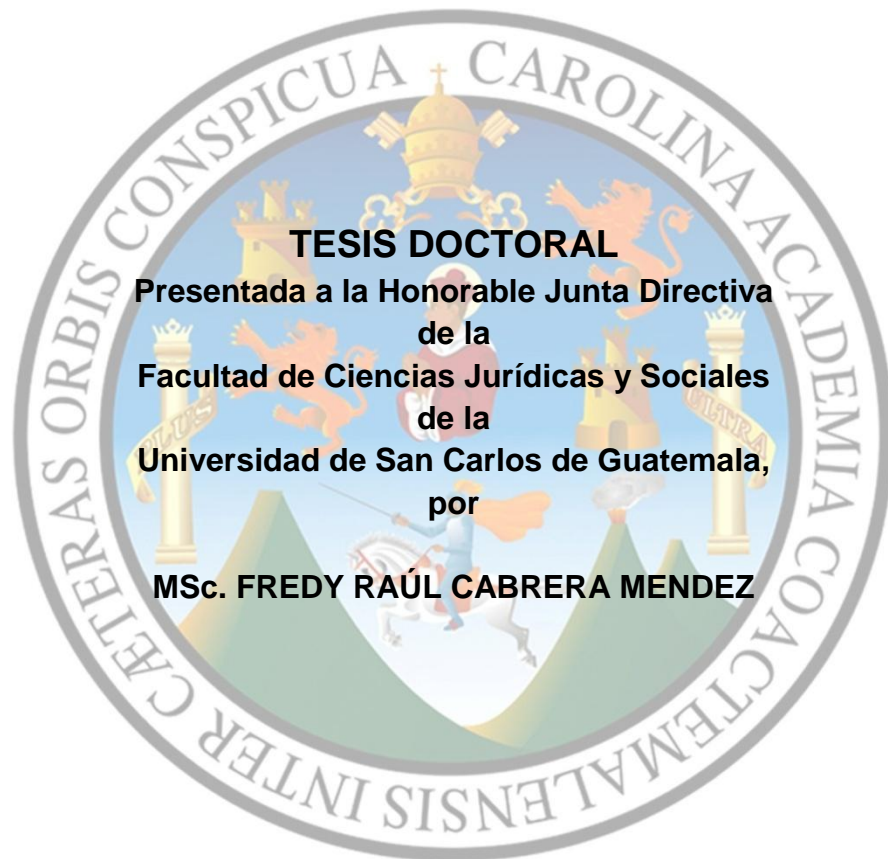 CAROLINA ACADEMIA COACTEMALENSIS INTER CÆTERAS ORBIS CONSPICUA
TESIS DOCTORAL
Presentada a la Honorable Junta Directiva
de la
Facultad de Ciencias Jurídicas y Sociales
de la
PLUS
ULTRA
Universidad de San Carlos de Guatemala,
por
MSc. FREDY RAÚL CABRERA MENDEZ